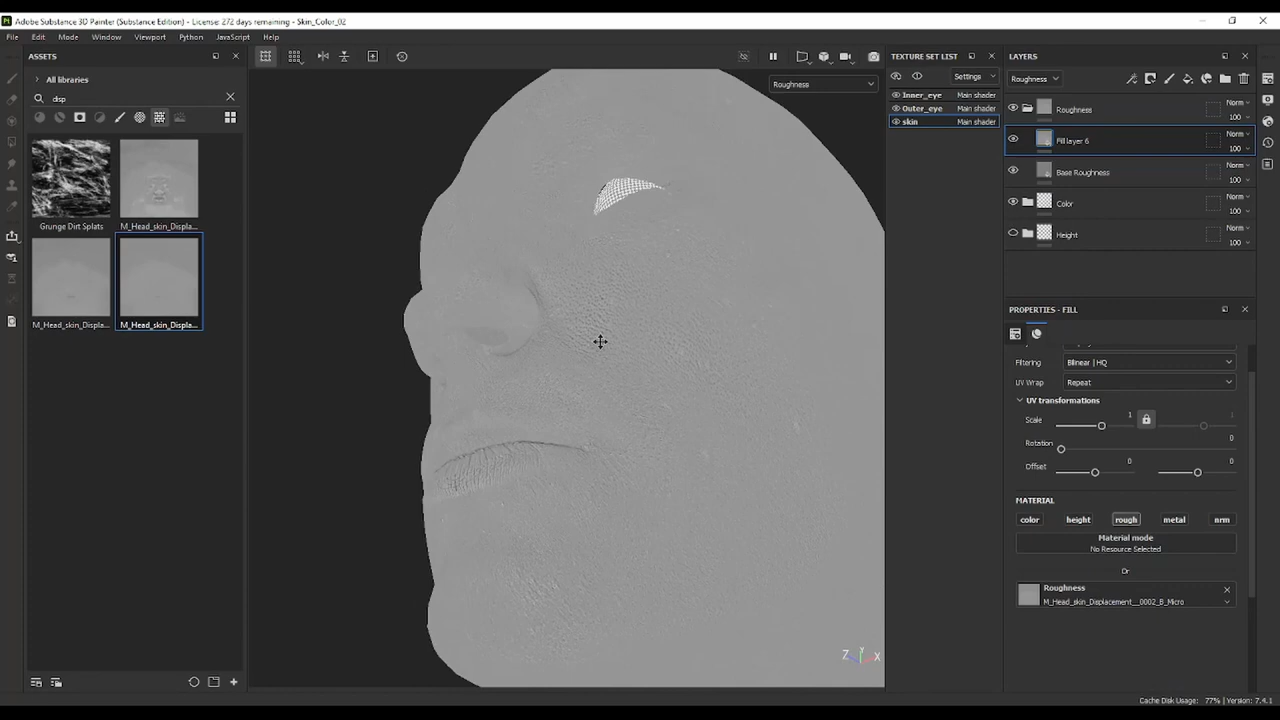 Adobe Substance 3D Painter (Substance Edition) - License: 272 days remaining - Skin_Color_02
File Edit Mode Window Viewport Python JavaScript Help
ASSETS
All libraries
disp
Grunge Dirt Splats
M_Head_skin_Displa...
M_Head_skin_Displa...
M_Head_skin_Displa...
Roughness
Z Y X
TEXTURE SET LIST
Settings
Inner_eye Main shader
Outer_eye Main shader
skin Main shader
LAYERS
Roughness
Roughness Norm 100
Fill layer 6 Norm 100
Base Roughness Norm 100
Color Norm 100
Height Norm 100
PROPERTIES - FILL
Filtering Bilinear | HQ
UV Wrap Repeat
UV transformations
Scale 1 1
Rotation 0
Offset 0 0
MATERIAL
color height rough metal nrm
Material mode
No Resource Selected
Or
Roughness
M_Head_skin_Displacement__0002_B_Micro
Cache Disk Usage: 77% | Version: 7.4.1